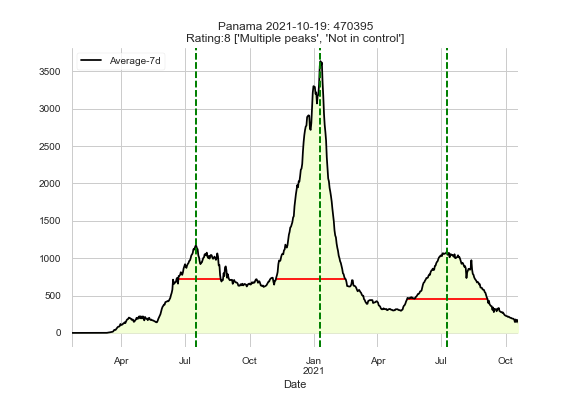 Panama 2021-10-19: 470395
Rating:8 ['Multiple peaks', 'Not in control']
Average-7d
3500
3000
2500
2000
1500
1000
500
0
Apr Jul Oct Jan Apr Jul Oct
2021
Date